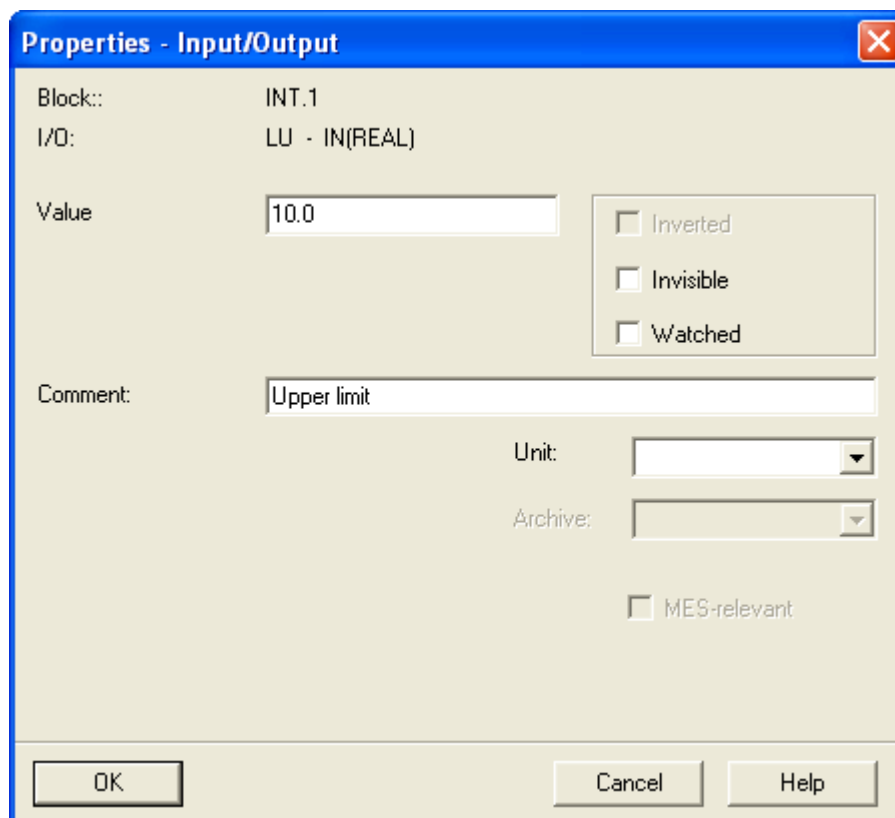 Properties - Input/Output
Block:: INT.1
I/O: LU - IN(REAL)
Value 10.0
Inverted
Invisible
Watched
Comment: Upper limit
Unit:
Archive:
MES-relevant
OK Cancel Help